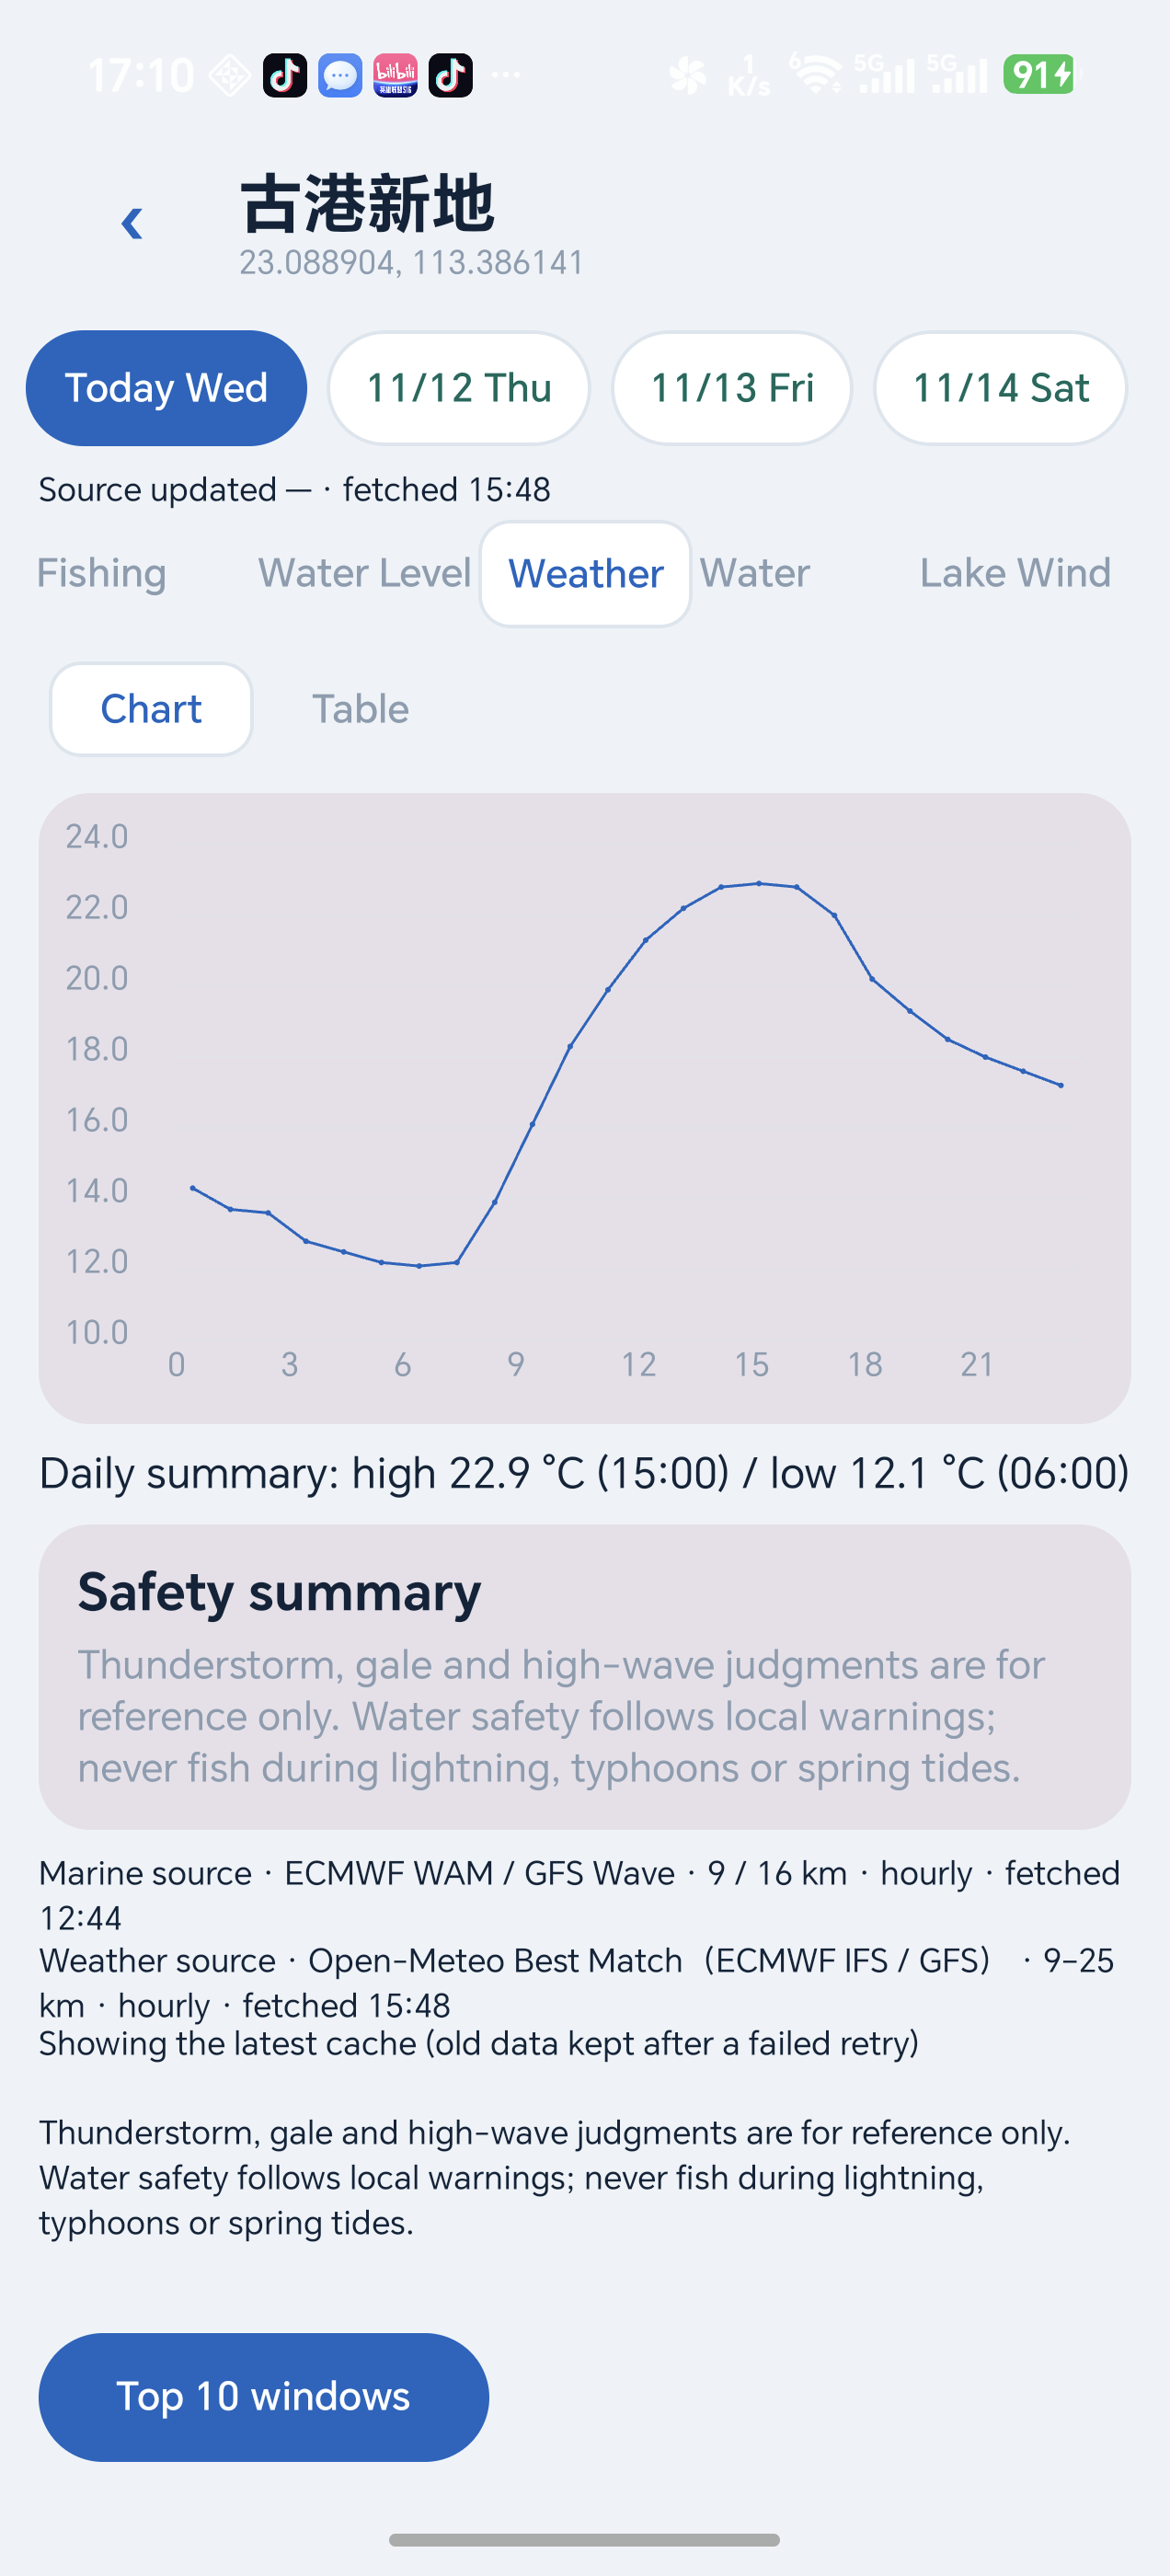 17:10
1
K/s
6
5G
5G
91
古港新地
23.088904, 113.386141
Today Wed
11/12 Thu
11/13 Fri
11/14 Sat
Source updated — · fetched 15:48
Fishing
Water Level
Weather
Water
Lake Wind
Chart
Table
24.0
22.0
20.0
18.0
16.0
14.0
12.0
10.0
0 3 6 9 12 15 18 21
Daily summary: high 22.9 °C (15:00) / low 12.1 °C (06:00)
Safety summary
Thunderstorm, gale and high-wave judgments are for
reference only. Water safety follows local warnings;
never fish during lightning, typhoons or spring tides.
Marine source · ECMWF WAM / GFS Wave · 9 / 16 km · hourly · fetched
12:44
Weather source · Open-Meteo Best Match（ECMWF IFS / GFS） · 9–25
km · hourly · fetched 15:48
Showing the latest cache (old data kept after a failed retry)
Thunderstorm, gale and high-wave judgments are for reference only.
Water safety follows local warnings; never fish during lightning,
typhoons or spring tides.
Top 10 windows